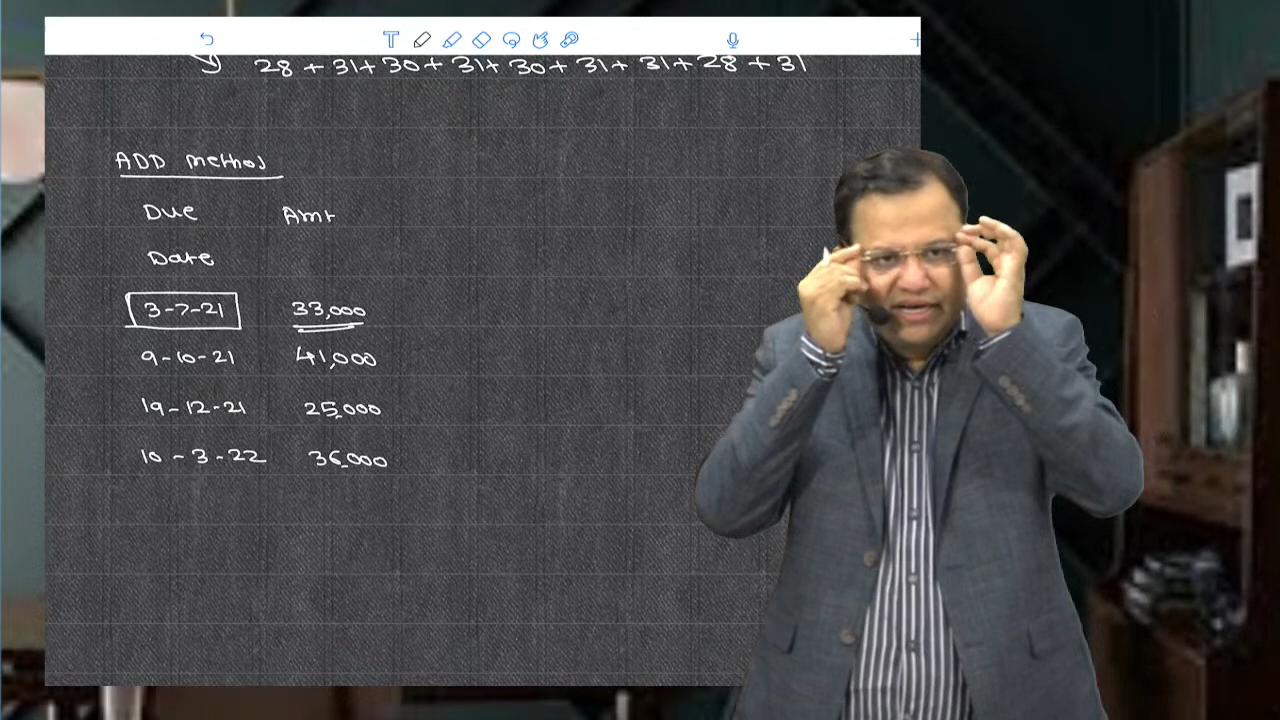 28 + 31 + 30 + 31 + 30 + 31 + 31 + 28 + 31
ADD method
Due Amt
Date
3-7-21 33,000
9-10-21 41,000
19-12-21 25,000
10-3-22 36,000